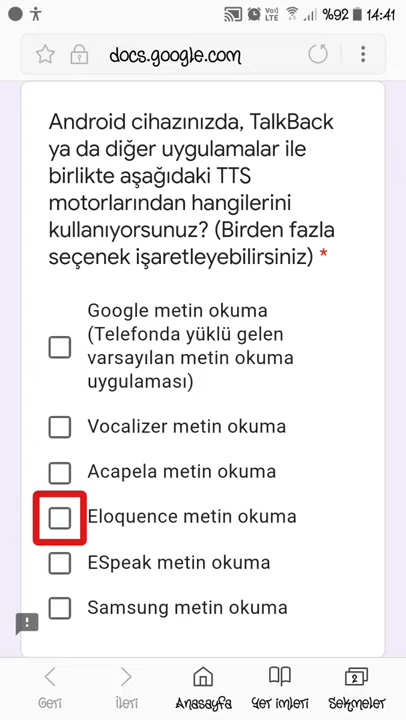 %92 14:41
docs.google.com
Android cihazınızda, TalkBack
ya da diğer uygulamalar ile
birlikte aşağıdaki TTS
motorlarından hangilerini
kullanıyorsunuz? (Birden fazla
seçenek işaretleyebilirsiniz) *
Google metin okuma
(Telefonda yüklü gelen
varsayılan metin okuma
uygulaması)
Vocalizer metin okuma
Acapela metin okuma
Eloquence metin okuma
ESpeak metin okuma
Samsung metin okuma
2
Geri İleri Anasayfa Yer imleri Sekmeler